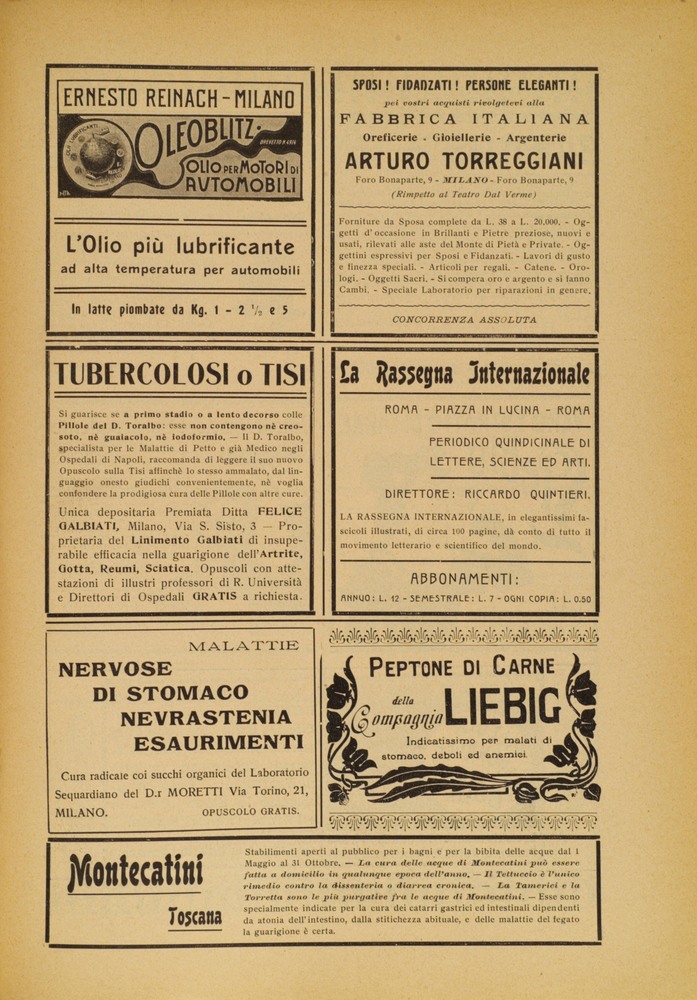 ERNESTO REINACH - MILANO
OLEOBLITZ
OLIO PER MOTORI DI
AUTOMOBILI
L'Olio più lubrificante
ad alta temperatura per automobili
In latte piombate da Kg. 1 - 2 ½ e 5
SPOSI! FIDANZATI! PERSONE ELEGANTI!
pei vostri acquisti rivolgetevi alla
FABBRICA ITALIANA
Oreficerie - Gioiellerie - Argenterie
ARTURO TORREGGIANI
Foro Bonaparte, 9 - MILANO - Foro Bonaparte, 9
(Rimpetto al Teatro Dal Verme)
Forniture da Sposa complete da L. 38 a L. 20,000. - Og-
getti d'occasione in Brillanti e Pietre preziose, nuovi e
usati, rilevati alle aste del Monte di Pietà e Private. - Og-
gettini espressivi per Sposi e Fidanzati. - Lavori di gusto
e finezza speciali. - Articoli per regali. - Catene. - Oro-
logi. - Oggetti Sacri. - Si compera oro e argento e si fanno
Cambi. - Speciale Laboratorio per riparazioni in genere.
CONCORRENZA ASSOLUTA
TUBERCOLOSI o TISI
Si guarisce se a primo stadio o a lento decorso colle
Pillole del D. Toralbo: esse non contengono nè creo-
soto, nè guaiacolo, nè iodoformio. — Il D. Toralbo,
specialista per le Malattie di Petto e già Medico negli
Ospedali di Napoli, raccomanda di leggere il suo nuovo
Opuscolo sulla Tisi affinchè lo stesso ammalato, dal lin-
guaggio onesto giudichi convenientemente, nè voglia
confondere la prodigiosa cura delle Pillole con altre cure.
Unica depositaria Premiata Ditta FELICE
GALBIATI, Milano, Via S. Sisto, 3 — Pro-
prietaria del Linimento Galbiati di insupe-
rabile efficacia nella guarigione dell'Artrite,
Gotta, Reumi, Sciatica. Opuscoli con atte-
stazioni di illustri professori di R. Università
e Direttori di Ospedali GRATIS a richiesta.
La Rassegna Internazionale
ROMA - PIAZZA IN LUCINA - ROMA
PERIODICO QUINDICINALE DI
LETTERE, SCIENZE ED ARTI.
DIRETTORE: RICCARDO QUINTIERI.
LA RASSEGNA INTERNAZIONALE, in elegantissimi fa-
scicoli illustrati, di circa 100 pagine, dà conto di tutto il
movimento letterario e scientifico del mondo.
ABBONAMENTI:
ANNUO: L. 12 - SEMESTRALE: L. 7 - OGNI COPIA: L. 0.50
MALATTIE
NERVOSE
DI STOMACO
NEVRASTENIA
ESAURIMENTI
Cura radicale coi succhi organici del Laboratorio
Sequardiano del D.r MORETTI Via Torino, 21,
MILANO. OPUSCOLO GRATIS.
PEPTONE DI CARNE
della
Compagnia LIEBIG
Indicatissimo per malati di
stomaco, deboli ed anemici.
Montecatini
Toscana
Stabilimenti aperti al pubblico per i bagni e per la bibita delle acque dal 1
Maggio al 31 Ottobre. — La cura delle acque di Montecatini può essere
fatta a domicilio in qualunque epoca dell'anno. — Il Tettuccio è l'unico
rimedio contro la dissenteria o diarrea cronica. — La Tamerici e la
Torretta sono le più purgative fra le acque di Montecatini. — Esse sono
specialmente indicate per la cura dei catarri gastrici ed intestinali dipendenti
da atonia dell'intestino, dalla stitichezza abituale, e delle malattie del fegato
la guarigione è certa.